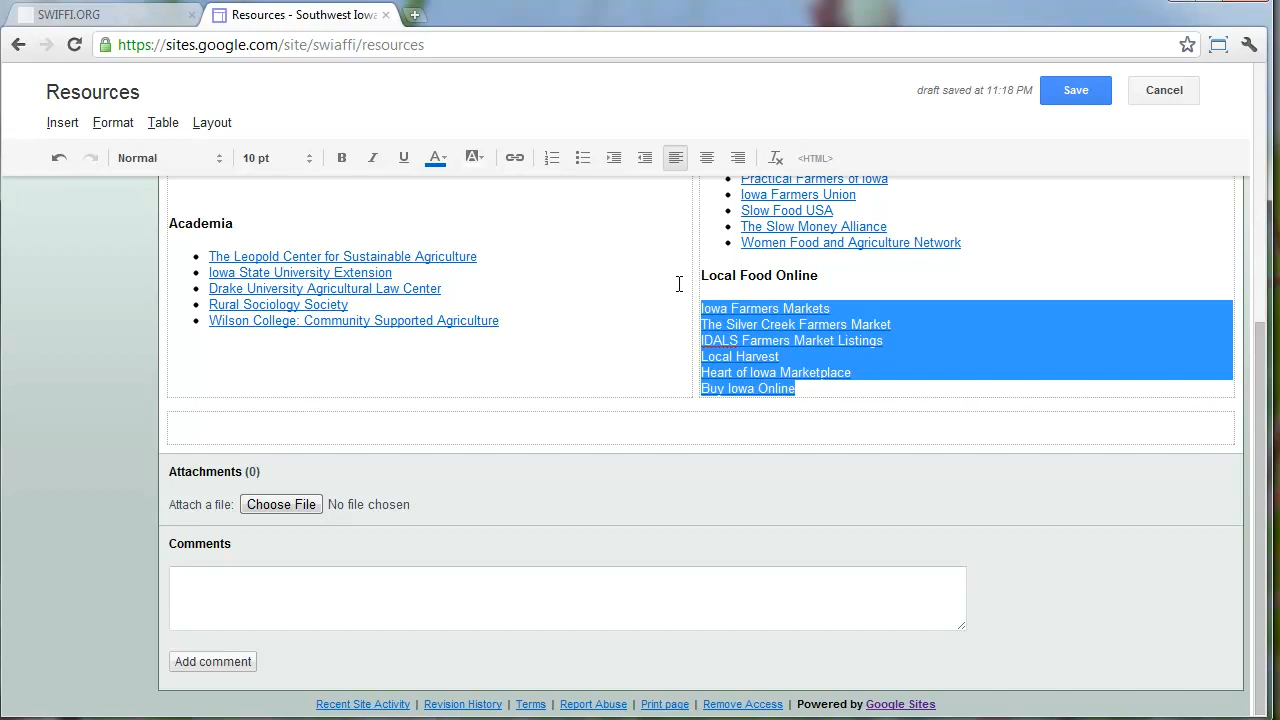 SWIFFI.ORG
Resources - Southwest Iowa
https://sites.google.com/site/swiaffi/resources
Resources
draft saved at 11:18 PM
Save
Cancel
Insert Format Table Layout
Normal
10 pt
B I U A A
<HTML>
Academia
The Leopold Center for Sustainable Agriculture
Iowa State University Extension
Drake University Agricultural Law Center
Rural Sociology Society
Wilson College: Community Supported Agriculture
Practical Farmers of Iowa
Iowa Farmers Union
Slow Food USA
The Slow Money Alliance
Women Food and Agriculture Network
Local Food Online
Iowa Farmers Markets
The Silver Creek Farmers Market
IDALS Farmers Market Listings
Local Harvest
Heart of Iowa Marketplace
Buy Iowa Online
Attachments (0)
Attach a file: Choose File No file chosen
Comments
Add comment
Recent Site Activity | Revision History | Terms | Report Abuse | Print page | Remove Access | Powered by Google Sites